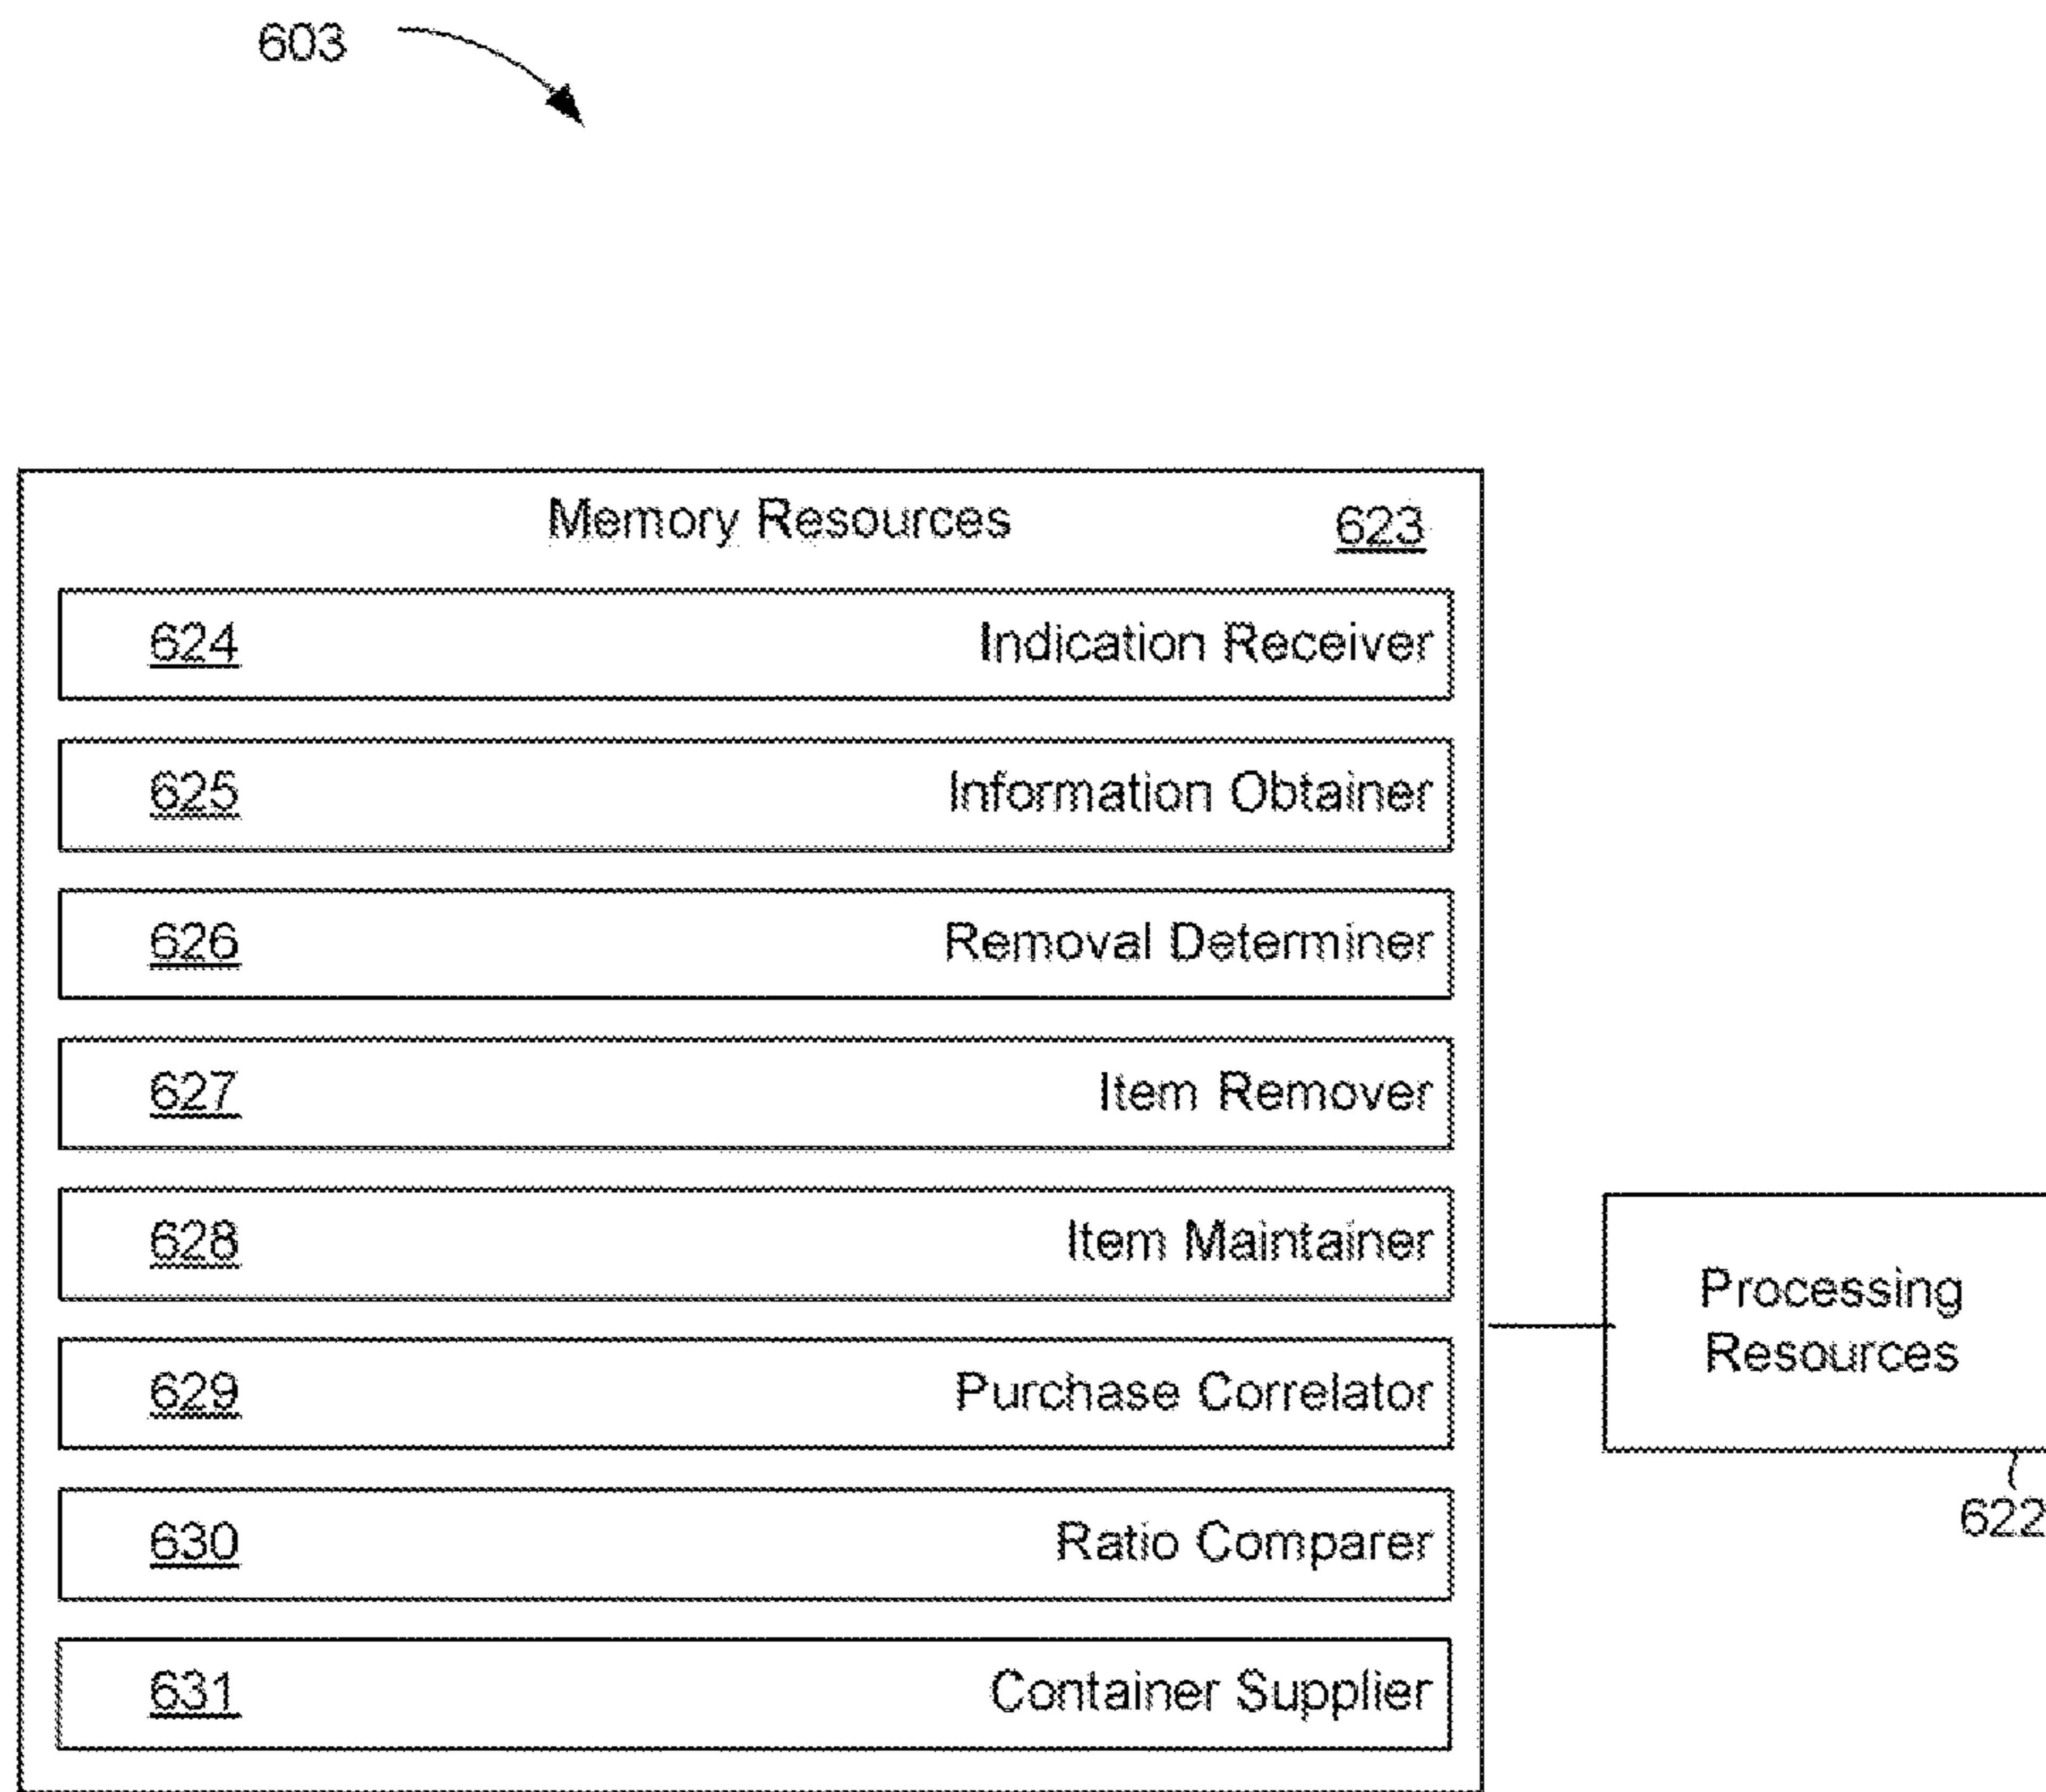 603
Memory Resources 623
624 Indication Receiver
625 Information Obtainer
626 Removal Determiner
627 Item Remover
628 Item Maintainer
629 Purchase Correlator
630 Ratio Comparer
631 Container Supplier
Processing
Resources
622